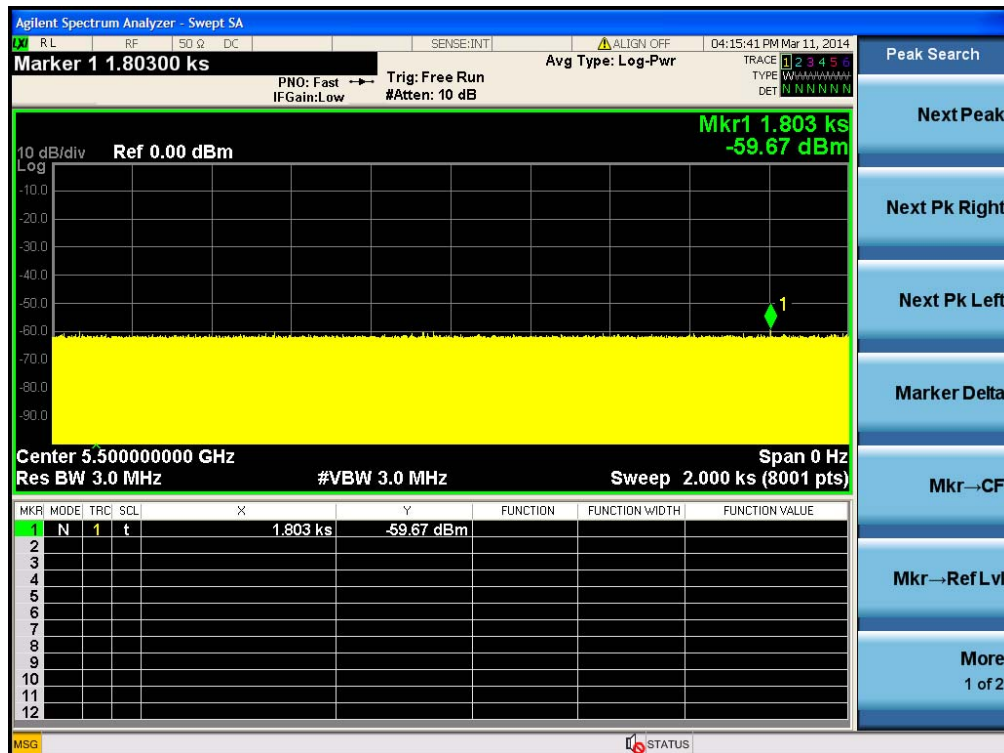 Agilent Spectrum Analyzer - Swept SA
LXI RL RF 50 Ω DC SENSE:INT ALIGN OFF 04:15:41 PM Mar 11, 2014
Marker 1 1.80300 ks
PNO: Fast
IFGain:Low
Trig: Free Run
#Atten: 10 dB
Avg Type: Log-Pwr
TRACE 1 2 3 4 5 6
TYPE WWWWWW
DET N N N N N N
Mkr1 1.803 ks
-59.67 dBm
10 dB/div Ref 0.00 dBm
Log
-10.0
-20.0
-30.0
-40.0
-50.0
-60.0
-70.0
-80.0
-90.0
1
Center 5.500000000 GHz Span 0 Hz
Res BW 3.0 MHz #VBW 3.0 MHz Sweep 2.000 ks (8001 pts)
MKR MODE TRC SCL X Y FUNCTION FUNCTION WIDTH FUNCTION VALUE
1 N 1 t 1.803 ks -59.67 dBm
2
3
4
5
6
7
8
9
10
11
12
MSG STATUS
Peak Search
Next Peak
Next Pk Right
Next Pk Left
Marker Delta
Mkr→CF
Mkr→Ref Lvl
More
1 of 2